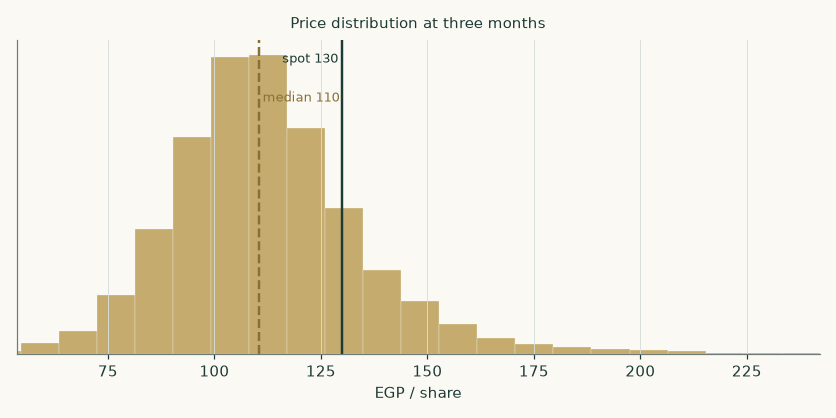 Price distribution at three months
spot 130
median 110
75 100 125 150 175 200 225
EGP / share